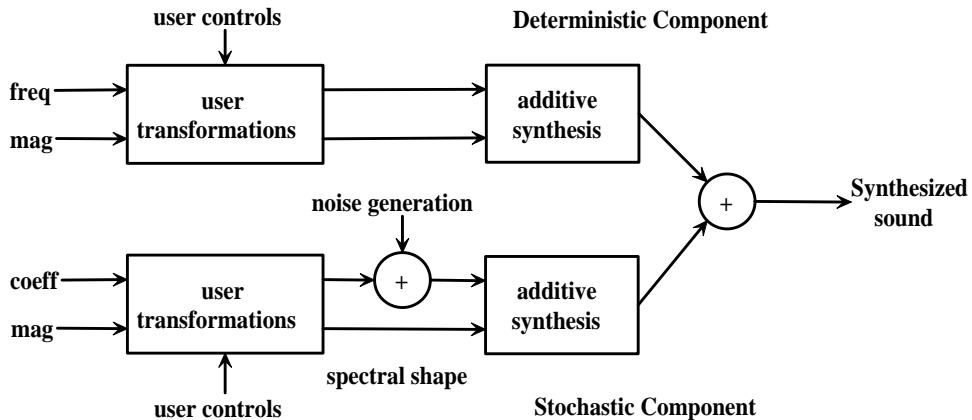 user controls
Deterministic Component
freq
mag
user
transformations
additive
synthesis
noise generation
+
Synthesized
sound
coeff
mag
user
transformations
+
additive
synthesis
spectral shape
user controls
Stochastic Component